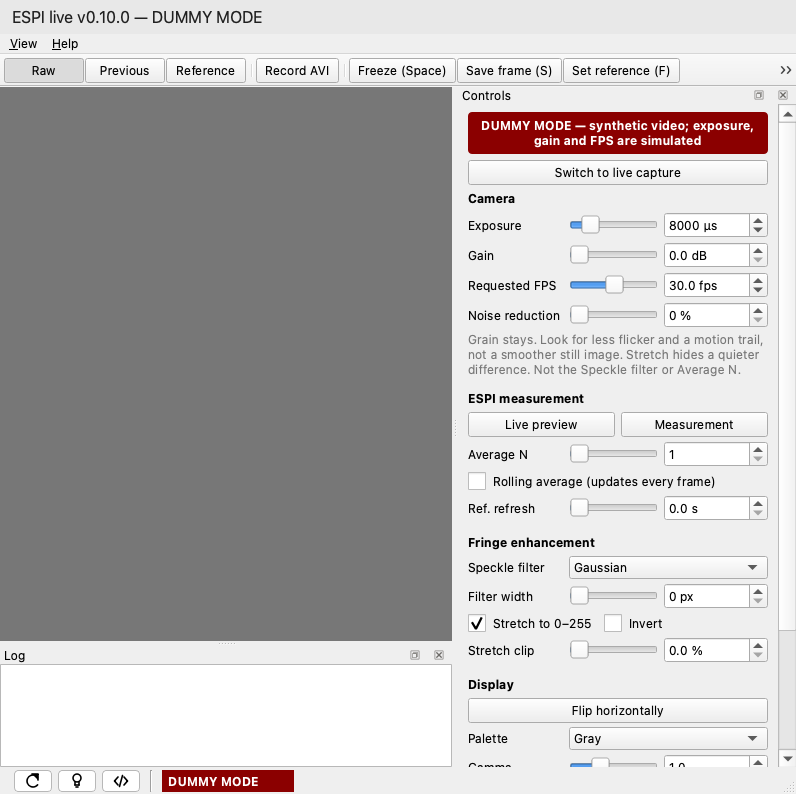 ESPI live v0.10.0 — DUMMY MODE
View Help
Raw Previous Reference Record AVI Freeze (Space) Save frame (S) Set reference (F) »
Controls
DUMMY MODE — synthetic video; exposure,
gain and FPS are simulated
Switch to live capture
Camera
Exposure 8000 µs
Gain 0.0 dB
Requested FPS 30.0 fps
Noise reduction 0 %
Grain stays. Look for less flicker and a motion trail,
not a smoother still image. Stretch hides a quieter
difference. Not the Speckle filter or Average N.
ESPI measurement
Live preview Measurement
Average N 1
Rolling average (updates every frame)
Ref. refresh 0.0 s
Fringe enhancement
Speckle filter Gaussian
Filter width 0 px
Stretch to 0–255 Invert
Stretch clip 0.0 %
Display
Flip horizontally
Palette Gray
Log
DUMMY MODE